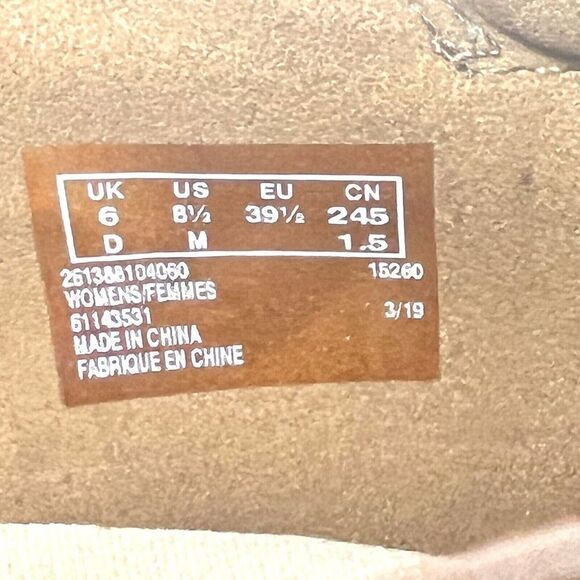 UK US EU CN
6 8½ 39½ 245
D M 1.5
261388104060 15260
WOMENS/FEMMES
61143531 3/19
MADE IN CHINA
FABRIQUE EN CHINE